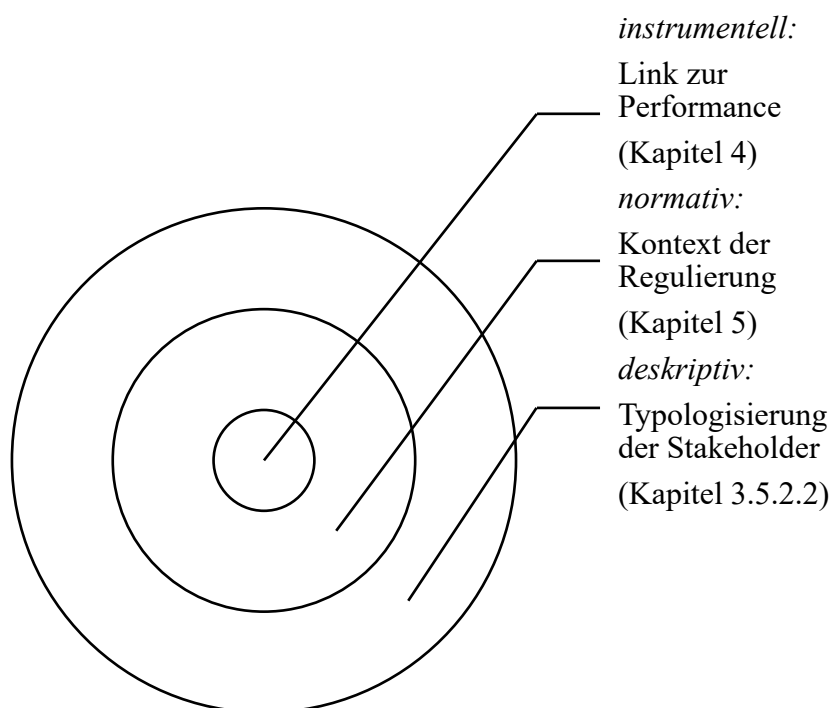 instrumentell:
Link zur
Performance
(Kapitel 4)
normativ:
Kontext der
Regulierung
(Kapitel 5)
deskriptiv:
Typologisierung
der Stakeholder
(Kapitel 3.5.2.2)